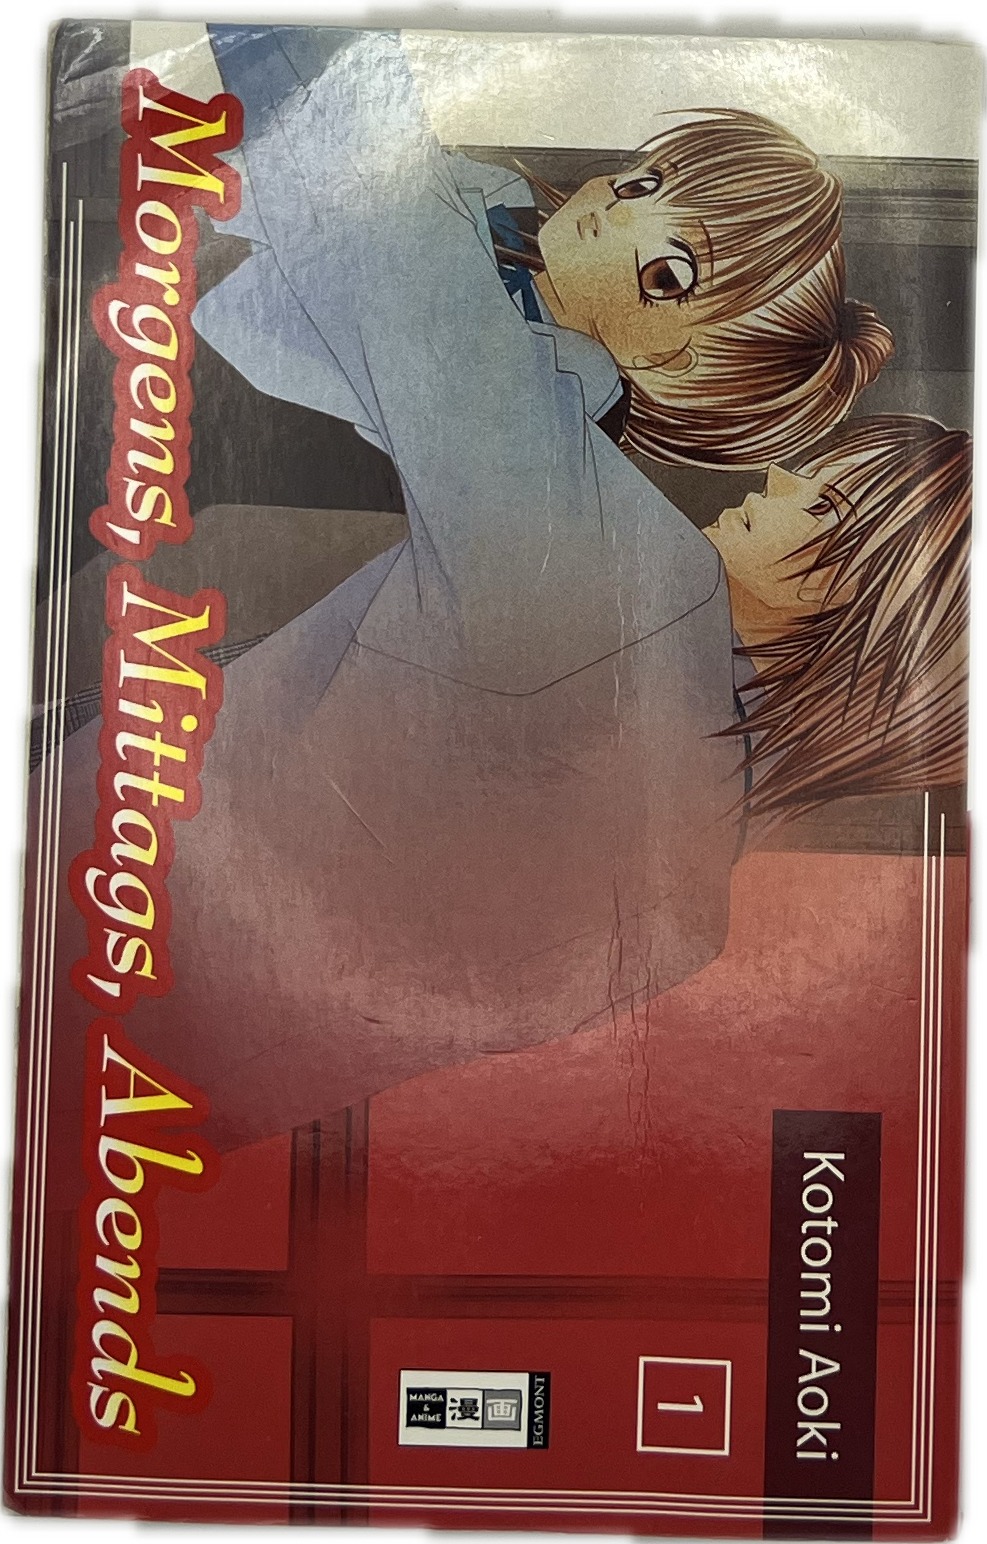 Kotomi Aoki
1
EGMONT
漫画
MANGA
&
ANIME
Morgens, Mittags, Abends